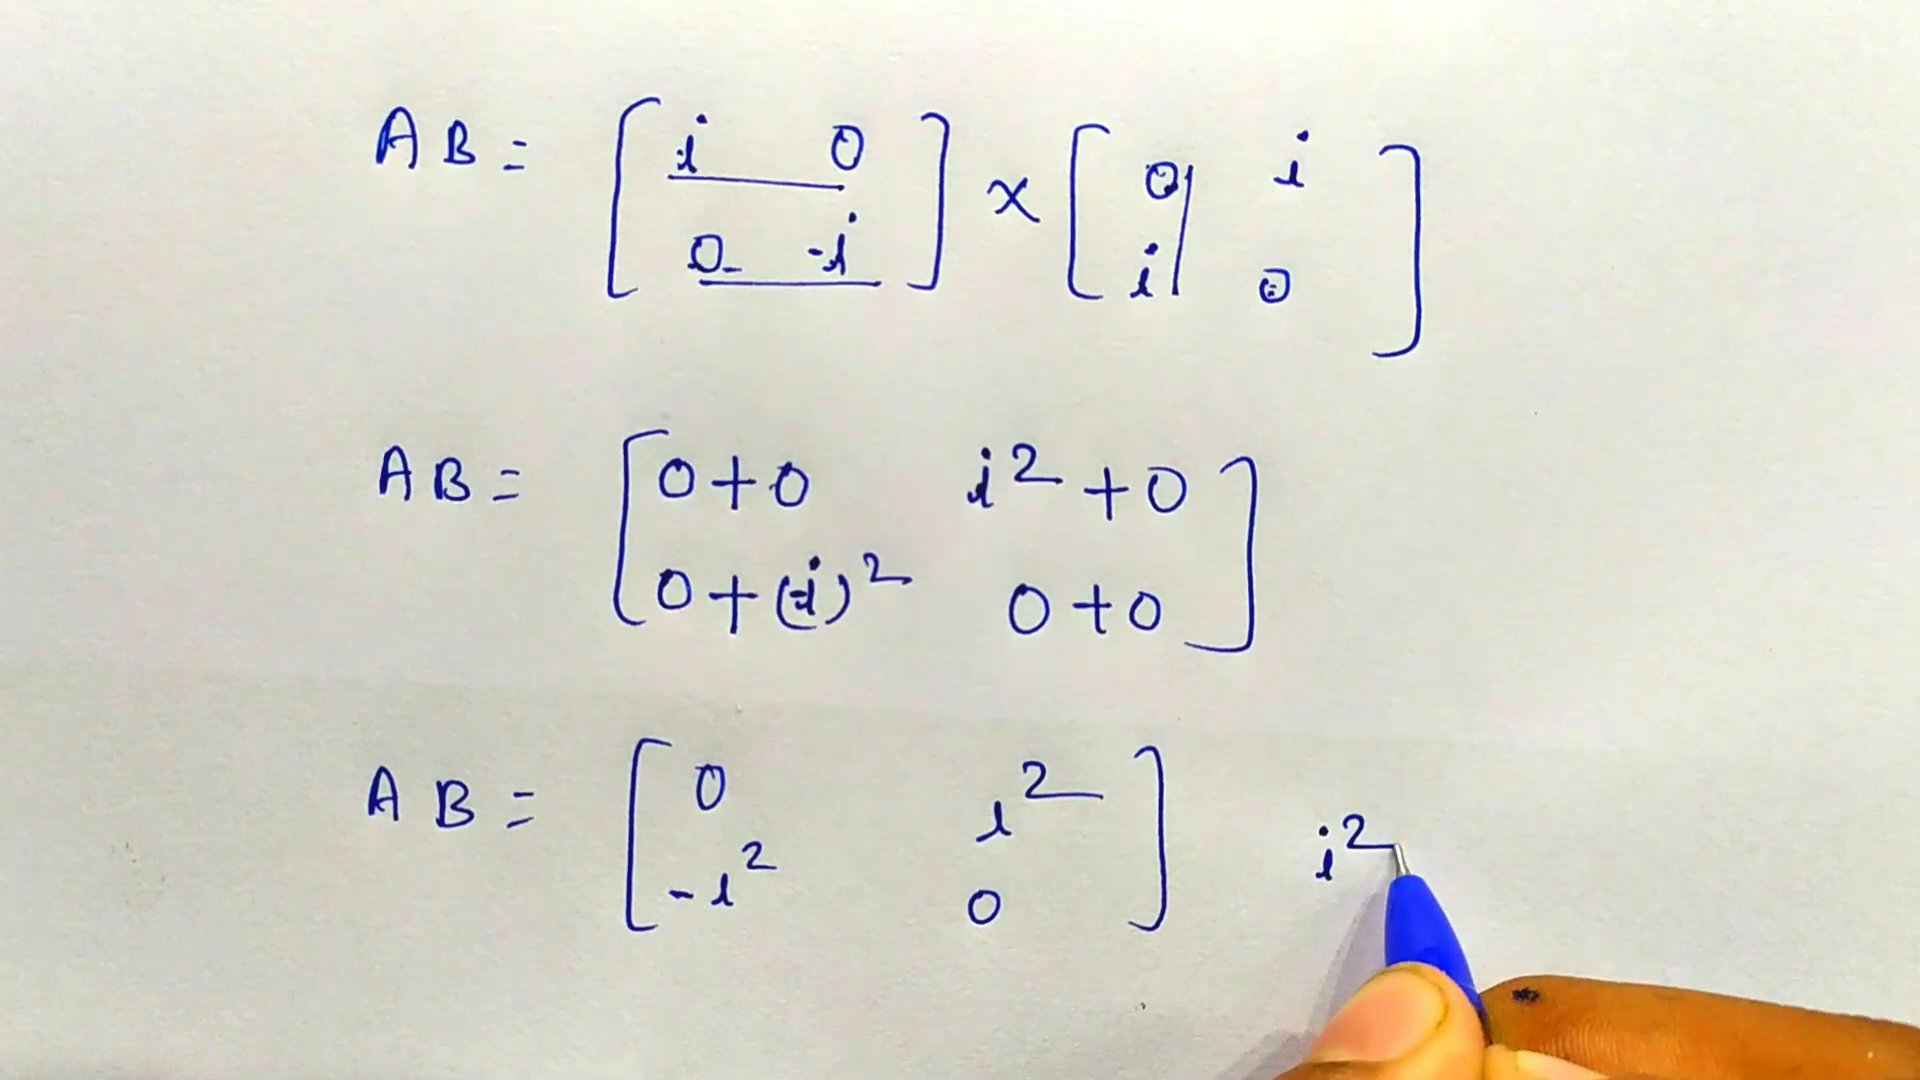 AB = [ i 0 ] × [ 0 i ]
[ 0 -i ] [ i 0 ]
AB = [ 0+0 i² +0 ]
[ 0+(-i)² 0+0 ]
AB = [ 0 i² ] i²
[ -i² 0 ]